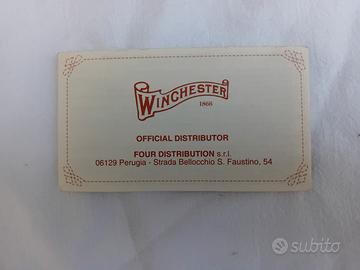 WINCHESTER
1866
OFFICIAL DISTRIBUTOR
FOUR DISTRIBUTION s.r.l.
06129 Perugia - Strada Bellocchio S. Faustino, 54
subito